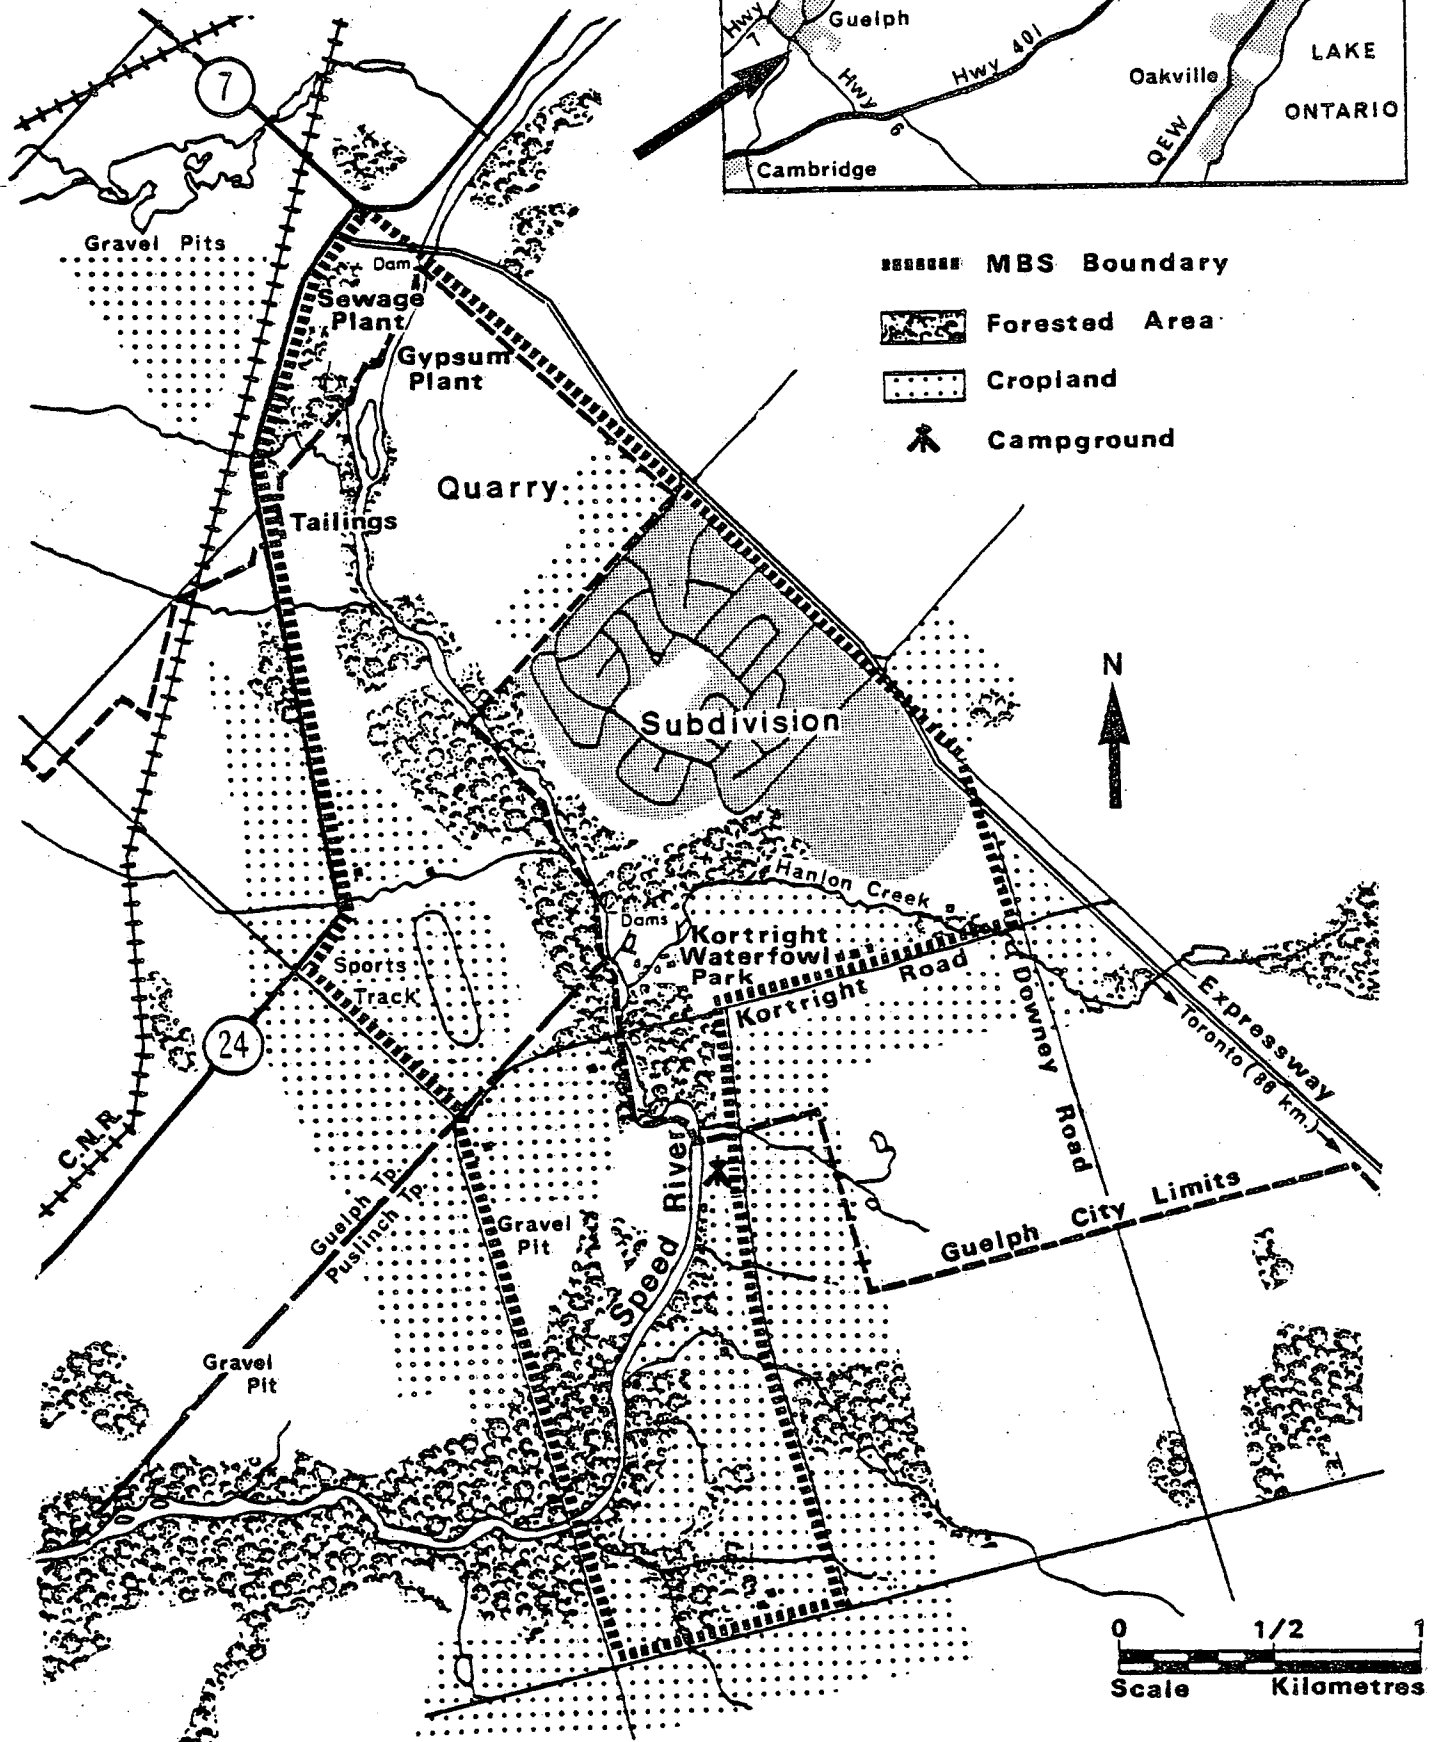 Hwy
7
Guelph
Hwy
6
Hwy 401
Oakville
QEW
LAKE
ONTARIO
Cambridge
7
Gravel Pits
Dam
Sewage
Plant
Gypsum
Plant
MBS Boundary
Forested Area
Cropland
Campground
Quarry
Tailings
N
Subdivision
Hanlon Creek
Dams
Kortright
Waterfowl
Park
Kortright Road
Sports
Track
Downey Road
Expressway
Toronto (86 km.)
24
C.N.R.
Guelph Tp.
Puslinch Tp.
Speed River
Gravel
Pit
Guelph City Limits
Gravel
Pit
0 1/2 1
Scale Kilometres